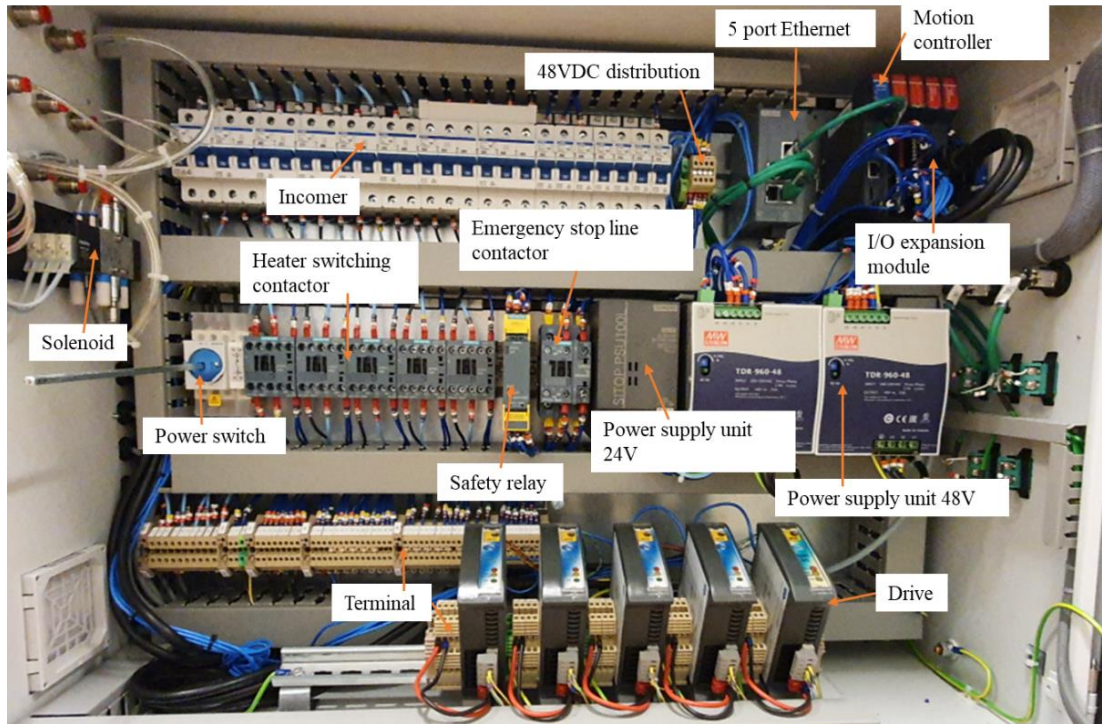 Motion
controller
5 port Ethernet
48VDC distribution
Incomer
Emergency stop line
contactor
I/O expansion
module
Heater switching
contactor
Solenoid
SITOP PSU100L
MW
TDR-960-48
MW
TDR-960-48
Power switch
Power supply unit
24V
Safety relay
Power supply unit 48V
Terminal
Drive